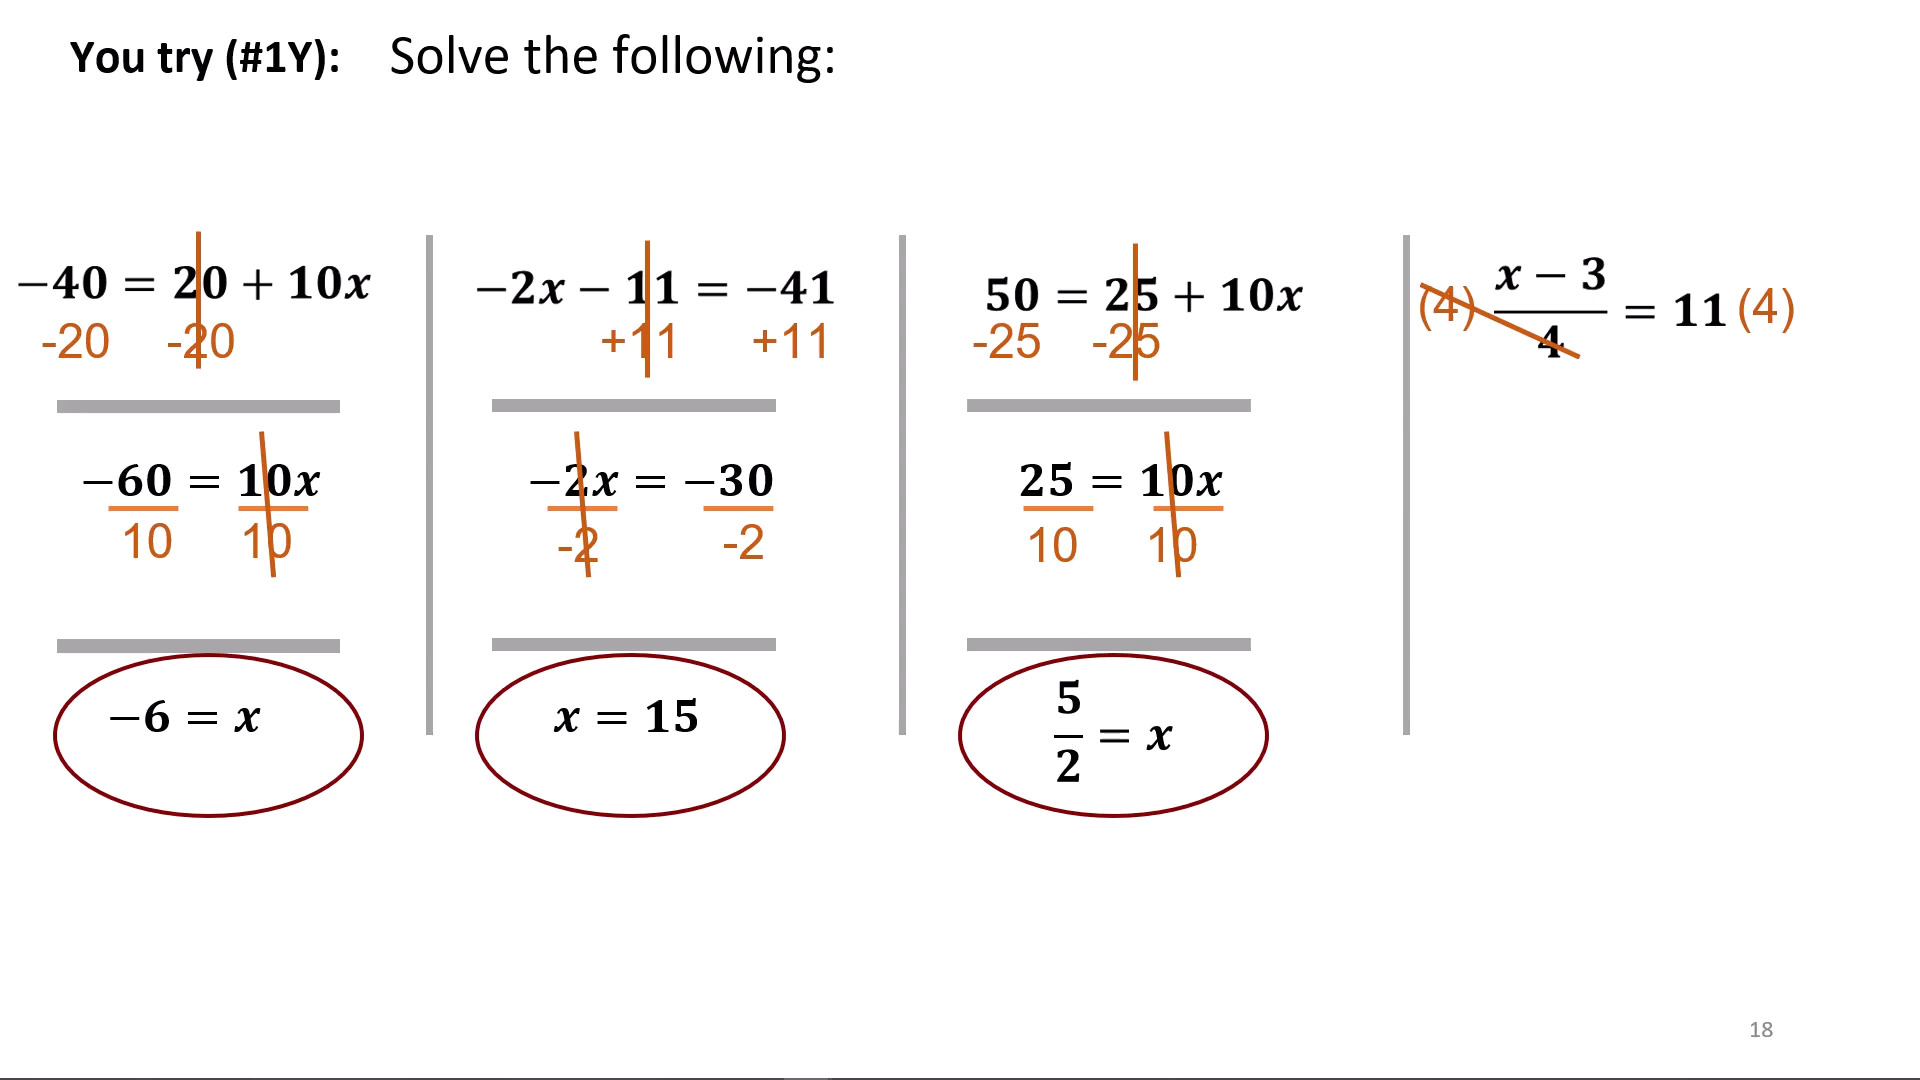 You try (#1Y): Solve the following:
−40 = 20 + 10x
-20 -20
−60 = 10x
10 10
−6 = x
−2x − 11 = −41
+11 +11
−2x = −30
-2 -2
x = 15
50 = 25 + 10x
-25 -25
25 = 10x
10 10
5/2 = x
(4) (x − 3)/4 = 11 (4)
18